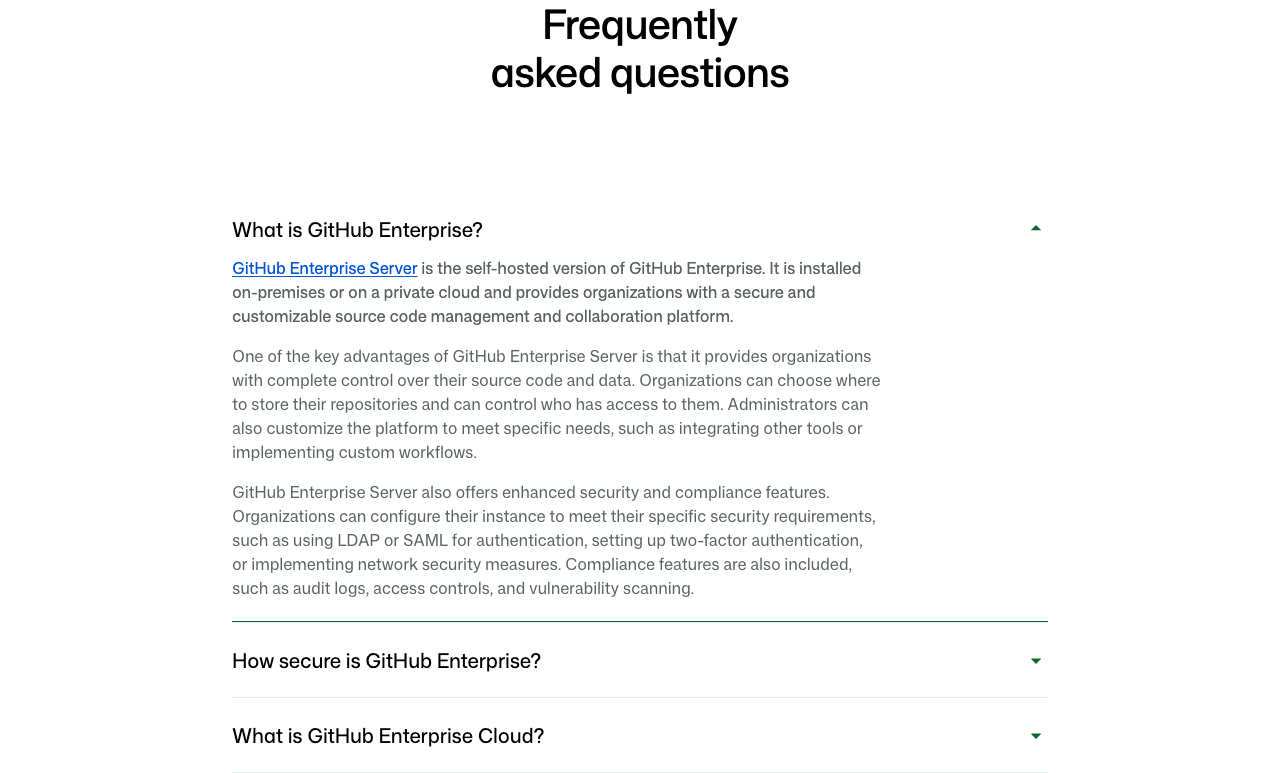 Frequently
asked questions
What is GitHub Enterprise?
GitHub Enterprise Server is the self-hosted version of GitHub Enterprise. It is installed
on-premises or on a private cloud and provides organizations with a secure and
customizable source code management and collaboration platform.
One of the key advantages of GitHub Enterprise Server is that it provides organizations
with complete control over their source code and data. Organizations can choose where
to store their repositories and can control who has access to them. Administrators can
also customize the platform to meet specific needs, such as integrating other tools or
implementing custom workflows.
GitHub Enterprise Server also offers enhanced security and compliance features.
Organizations can configure their instance to meet their specific security requirements,
such as using LDAP or SAML for authentication, setting up two-factor authentication,
or implementing network security measures. Compliance features are also included,
such as audit logs, access controls, and vulnerability scanning.
How secure is GitHub Enterprise?
What is GitHub Enterprise Cloud?